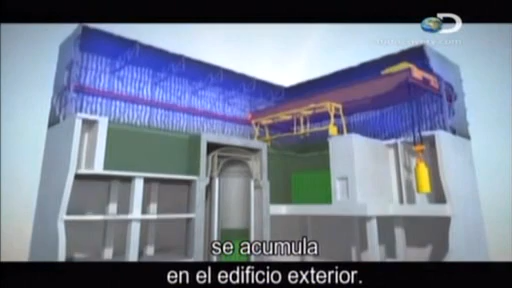 se acumula
en el edificio exterior.